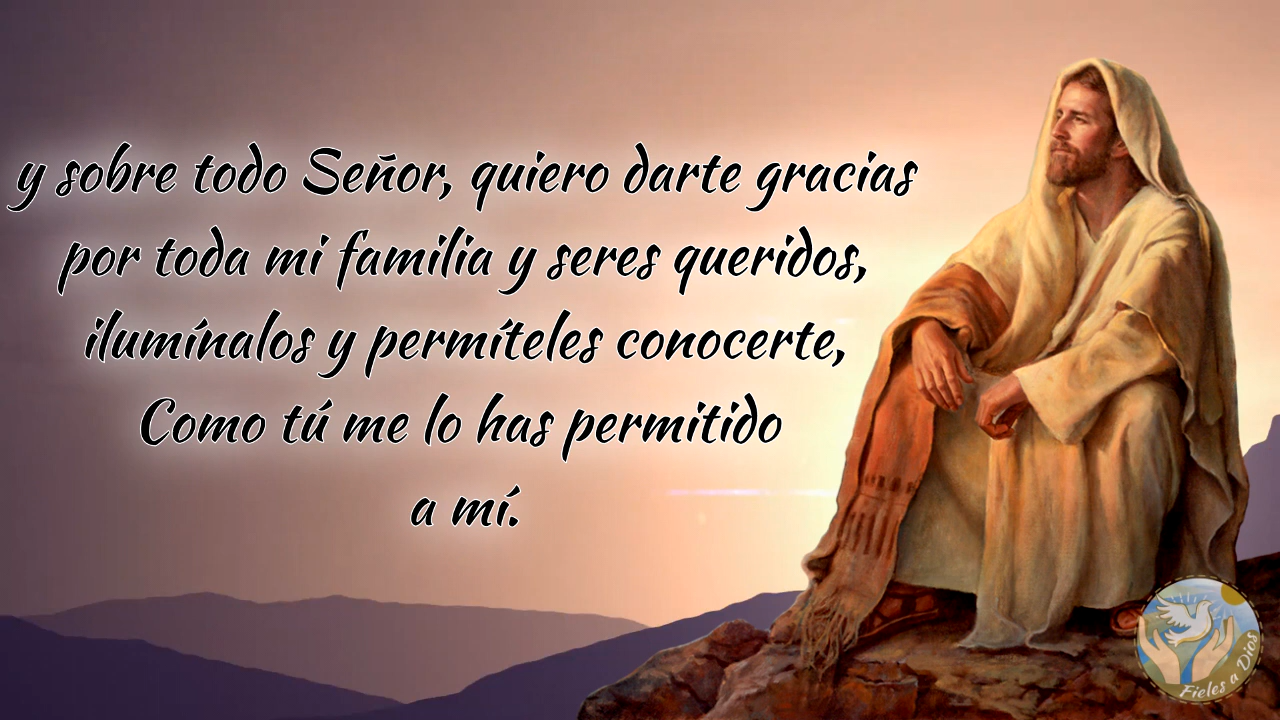 y sobre todo Señor, quiero darte gracias
por toda mi familia y seres queridos,
ilumínalos y permíteles conocerte,
Como tú me lo has permitido
a mí.
Fieles a Dios